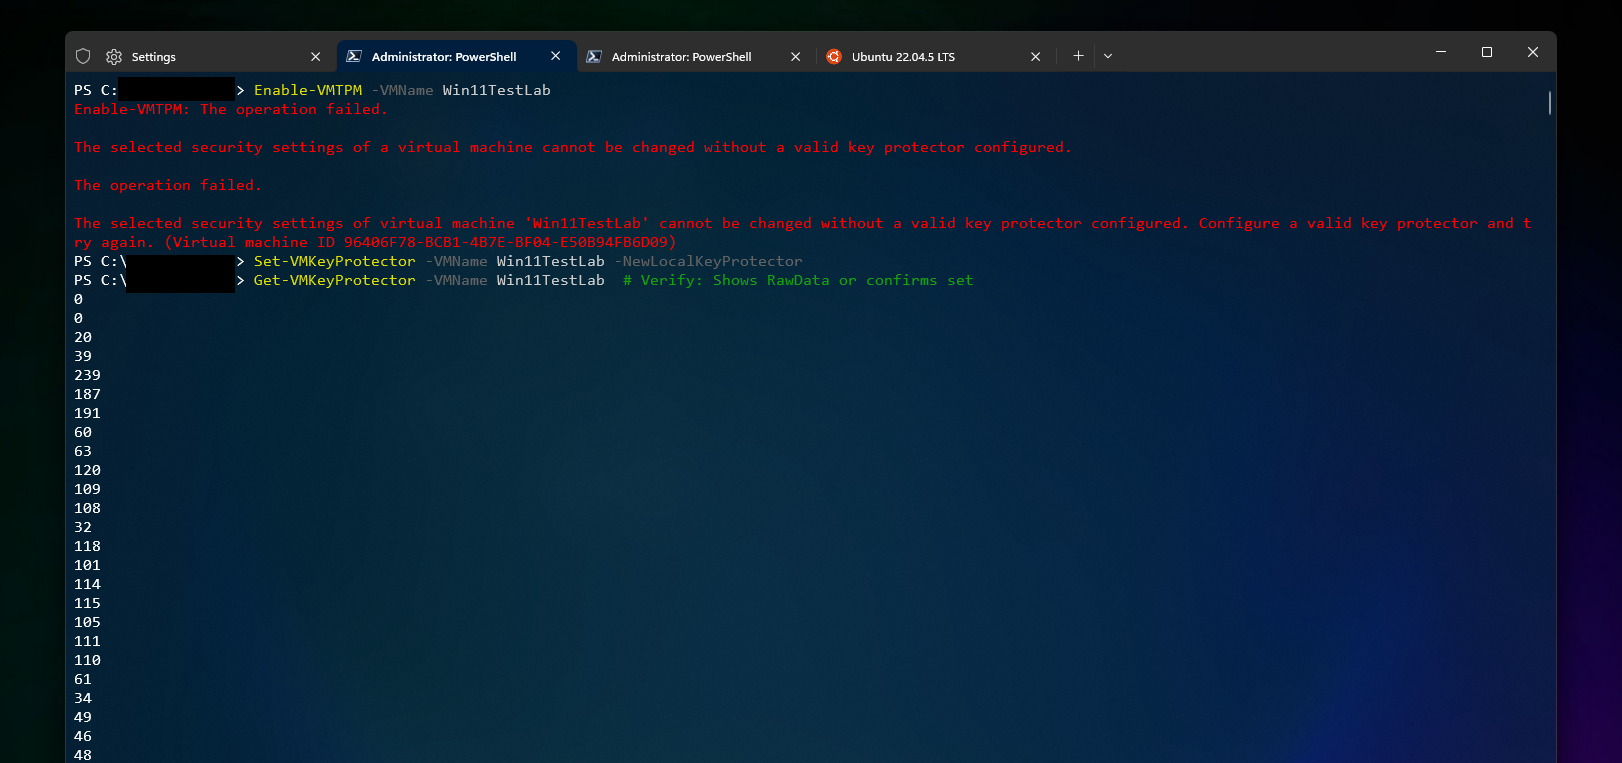 Settings
Administrator: PowerShell
Administrator: PowerShell
Ubuntu 22.04.5 LTS
PS C: > Enable-VMTPM -VMName Win11TestLab
Enable-VMTPM: The operation failed.
The selected security settings of a virtual machine cannot be changed without a valid key protector configured.
The operation failed.
The selected security settings of virtual machine 'Win11TestLab' cannot be changed without a valid key protector configured. Configure a valid key protector and t
ry again. (Virtual machine ID 96406F78-BCB1-4B7E-BF04-E50B94FB6D09)
PS C:\ > Set-VMKeyProtector -VMName Win11TestLab -NewLocalKeyProtector
PS C:\ > Get-VMKeyProtector -VMName Win11TestLab  # Verify: Shows RawData or confirms set
0
0
20
39
239
187
191
60
63
120
109
108
32
118
101
114
115
105
111
110
61
34
49
46
48